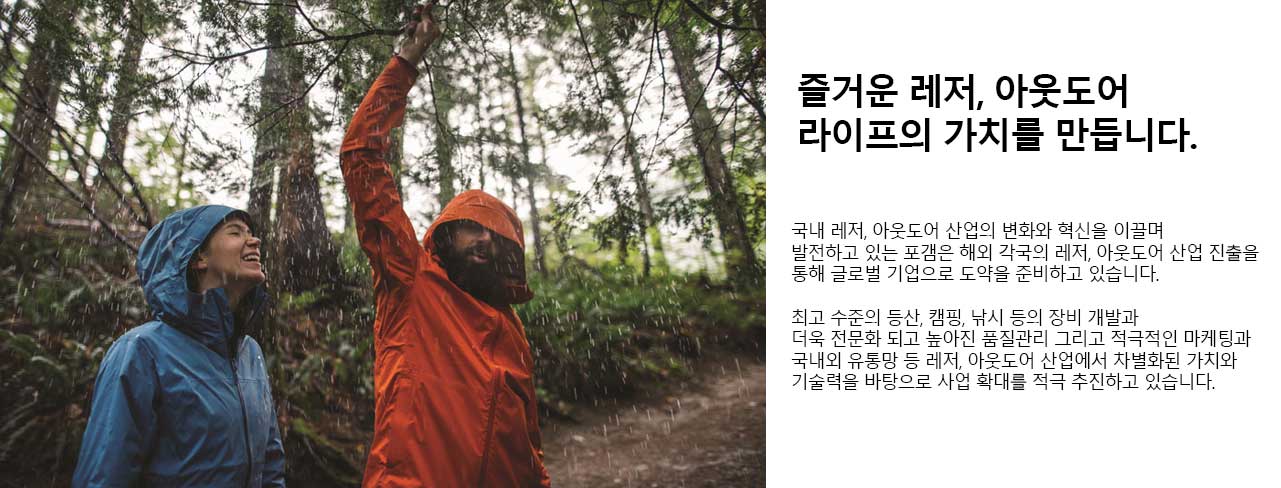 즐거운 레저, 아웃도어
라이프의 가치를 만듭니다.
국내 레저, 아웃도어 산업의 변화와 혁신을 이끌며
발전하고 있는 포캠은 해외 각국의 레저, 아웃도어 산업 진출을
통해 글로벌 기업으로 도약을 준비하고 있습니다.
최고 수준의 등산, 캠핑, 낚시 등의 장비 개발과
더욱 전문화 되고 높아진 품질관리 그리고 적극적인 마케팅과
국내외 유통망 등 레저, 아웃도어 산업에서 차별화된 가치와
기술력을 바탕으로 사업 확대를 적극 추진하고 있습니다.